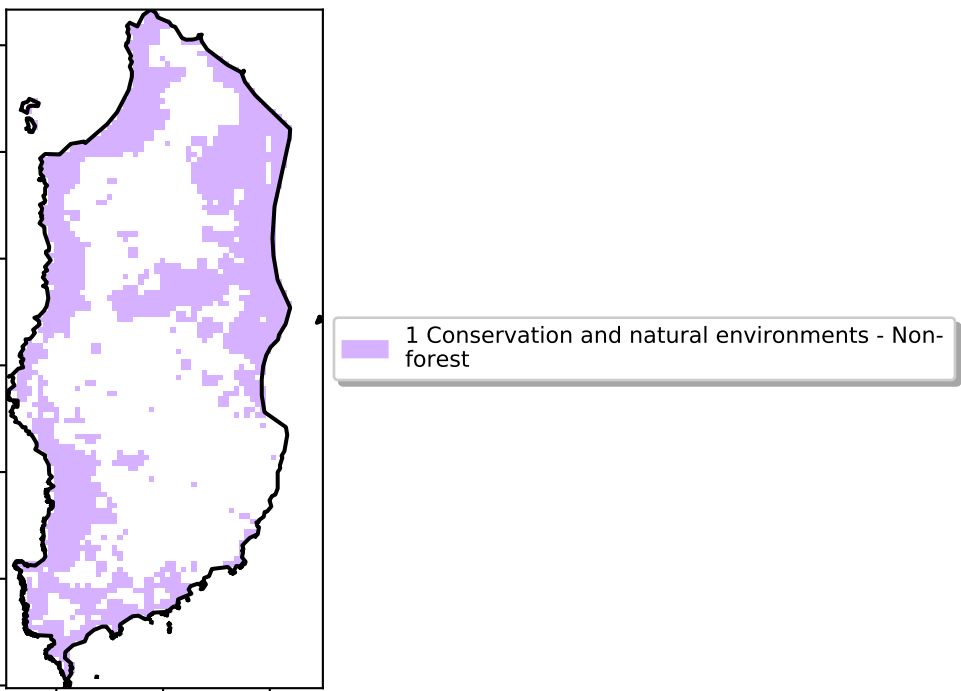 1 Conservation and natural environments - Non-
forest